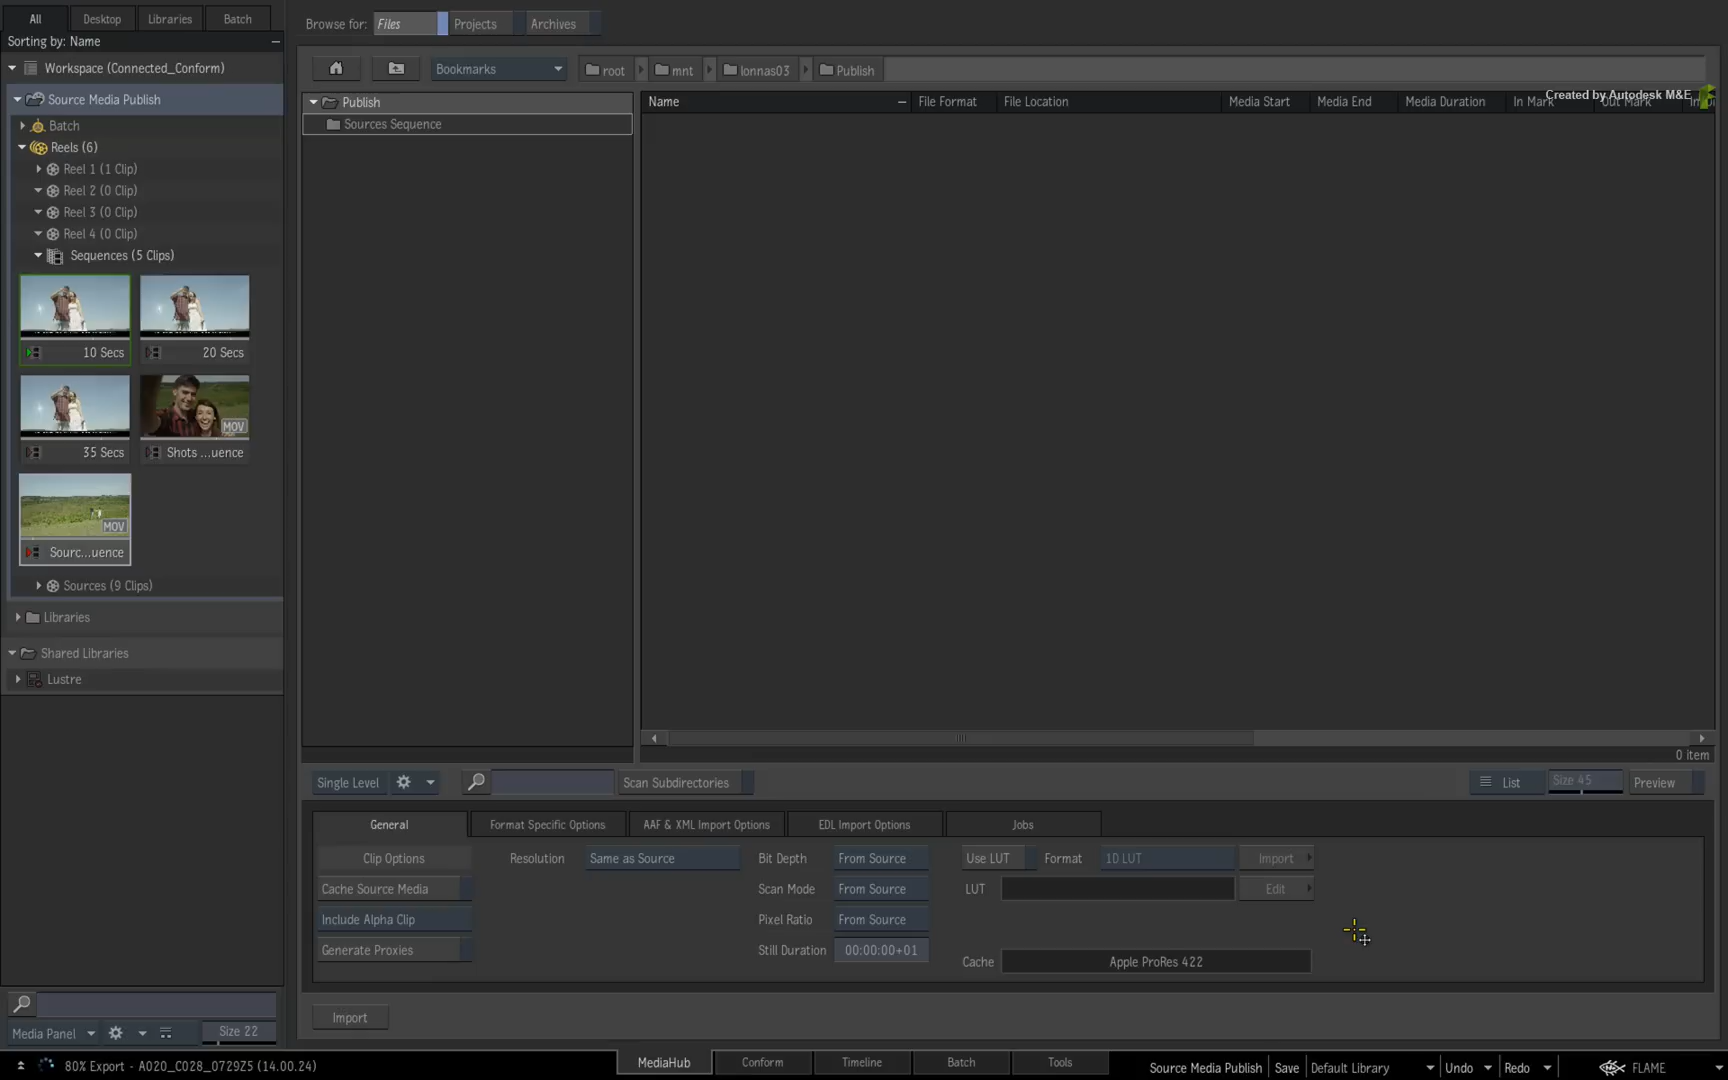 All Desktop Libraries Batch
Sorting by: Name
Workspace (Connected_Conform)
Source Media Publish
Batch
Reels (6)
Reel 1 (1 Clip)
Reel 2 (0 Clip)
Reel 3 (0 Clip)
Reel 4 (0 Clip)
Sequences (5 Clips)
10 Secs 20 Secs
MOV
35 Secs Shots ...uence
MOV
Sourc...uence
Sources (9 Clips)
Libraries
Shared Libraries
Lustre
Media Panel Size 22
Browse for: Files Projects Archives
Bookmarks root mnt lonnas03 Publish
Publish
Sources Sequence
Name File Format File Location Media Start Media End Media Duration In Mark Out Mark
Created by Autodesk M&E
0 item
Single Level Scan Subdirectories List Size 45 Preview
General Format Specific Options AAF & XML Import Options EDL Import Options Jobs
Clip Options Resolution Same as Source Bit Depth From Source Use LUT Format 1D LUT Import
Cache Source Media Scan Mode From Source LUT Edit
Include Alpha Clip Pixel Ratio From Source
Generate Proxies Still Duration 00:00:00+01 Cache Apple ProRes 422
Import
80% Export - A020_C028_0729Z5 (14.00.24) MediaHub Conform Timeline Batch Tools Source Media Publish Save Default Library Undo Redo FLAME